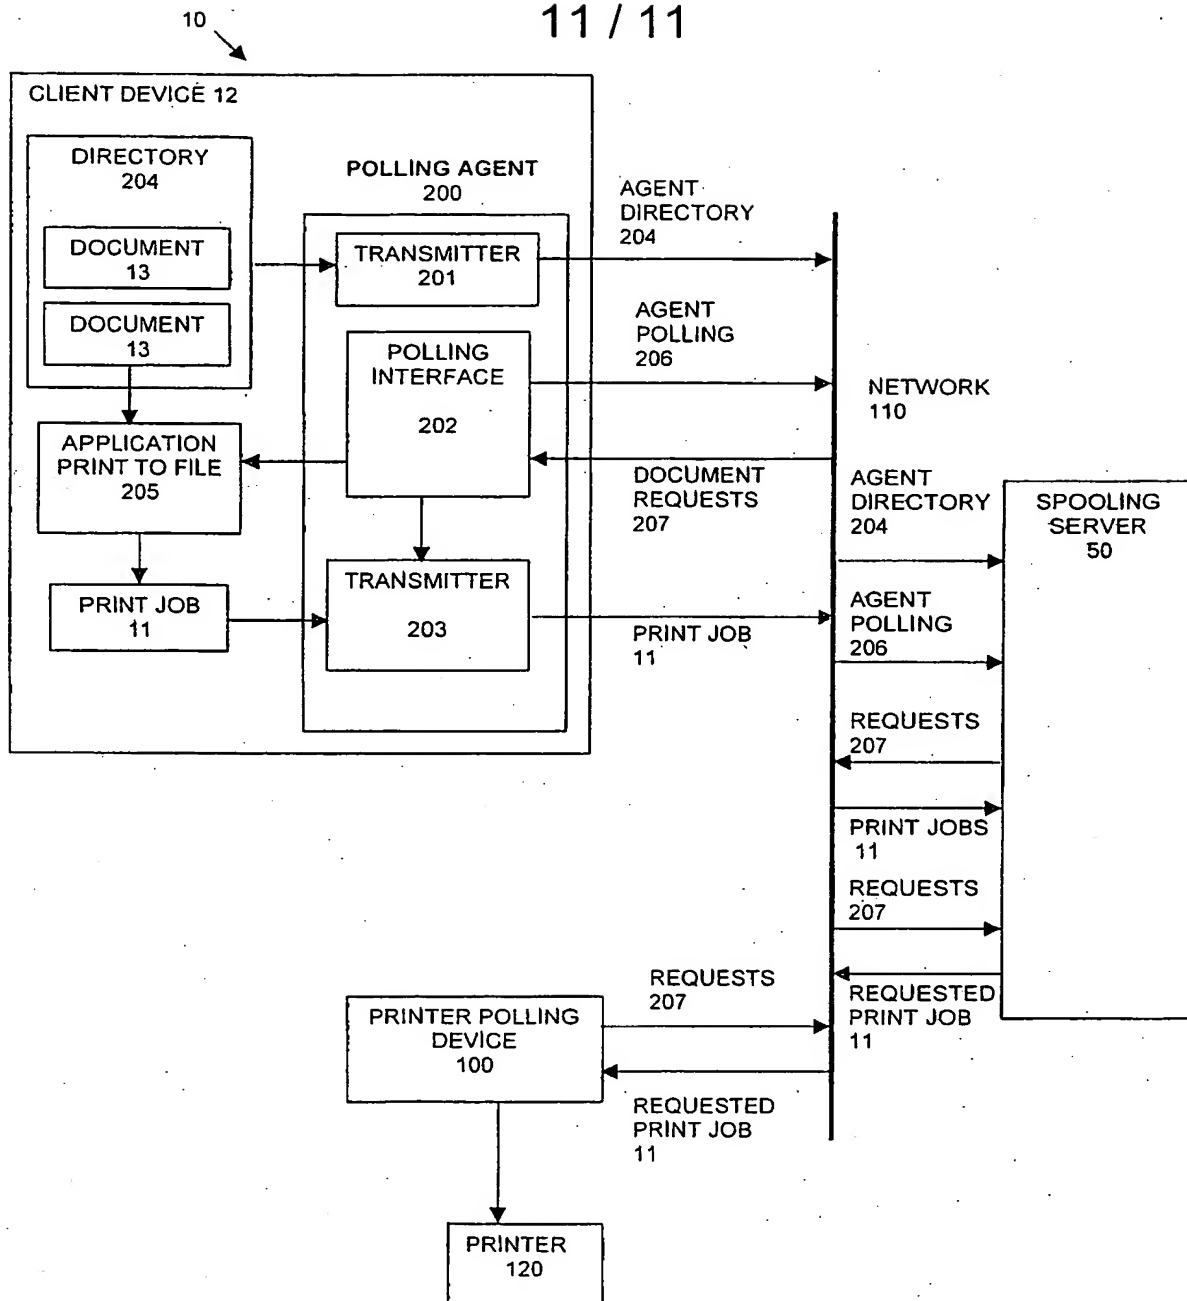 11 / 11
10
CLIENT DEVICE 12
DIRECTORY
204
DOCUMENT
13
DOCUMENT
13
APPLICATION
PRINT TO FILE
205
PRINT JOB
11
POLLING AGENT
200
TRANSMITTER
201
POLLING
INTERFACE
202
TRANSMITTER
203
AGENT
DIRECTORY
204
AGENT
POLLING
206
DOCUMENT
REQUESTS
207
PRINT JOB
11
NETWORK
110
AGENT
DIRECTORY
204
AGENT
POLLING
206
REQUESTS
207
PRINT JOBS
11
REQUESTS
207
REQUESTED
PRINT JOB
11
SPOOLING
SERVER
50
REQUESTS
207
PRINTER POLLING
DEVICE
100
REQUESTED
PRINT JOB
11
PRINTER
120